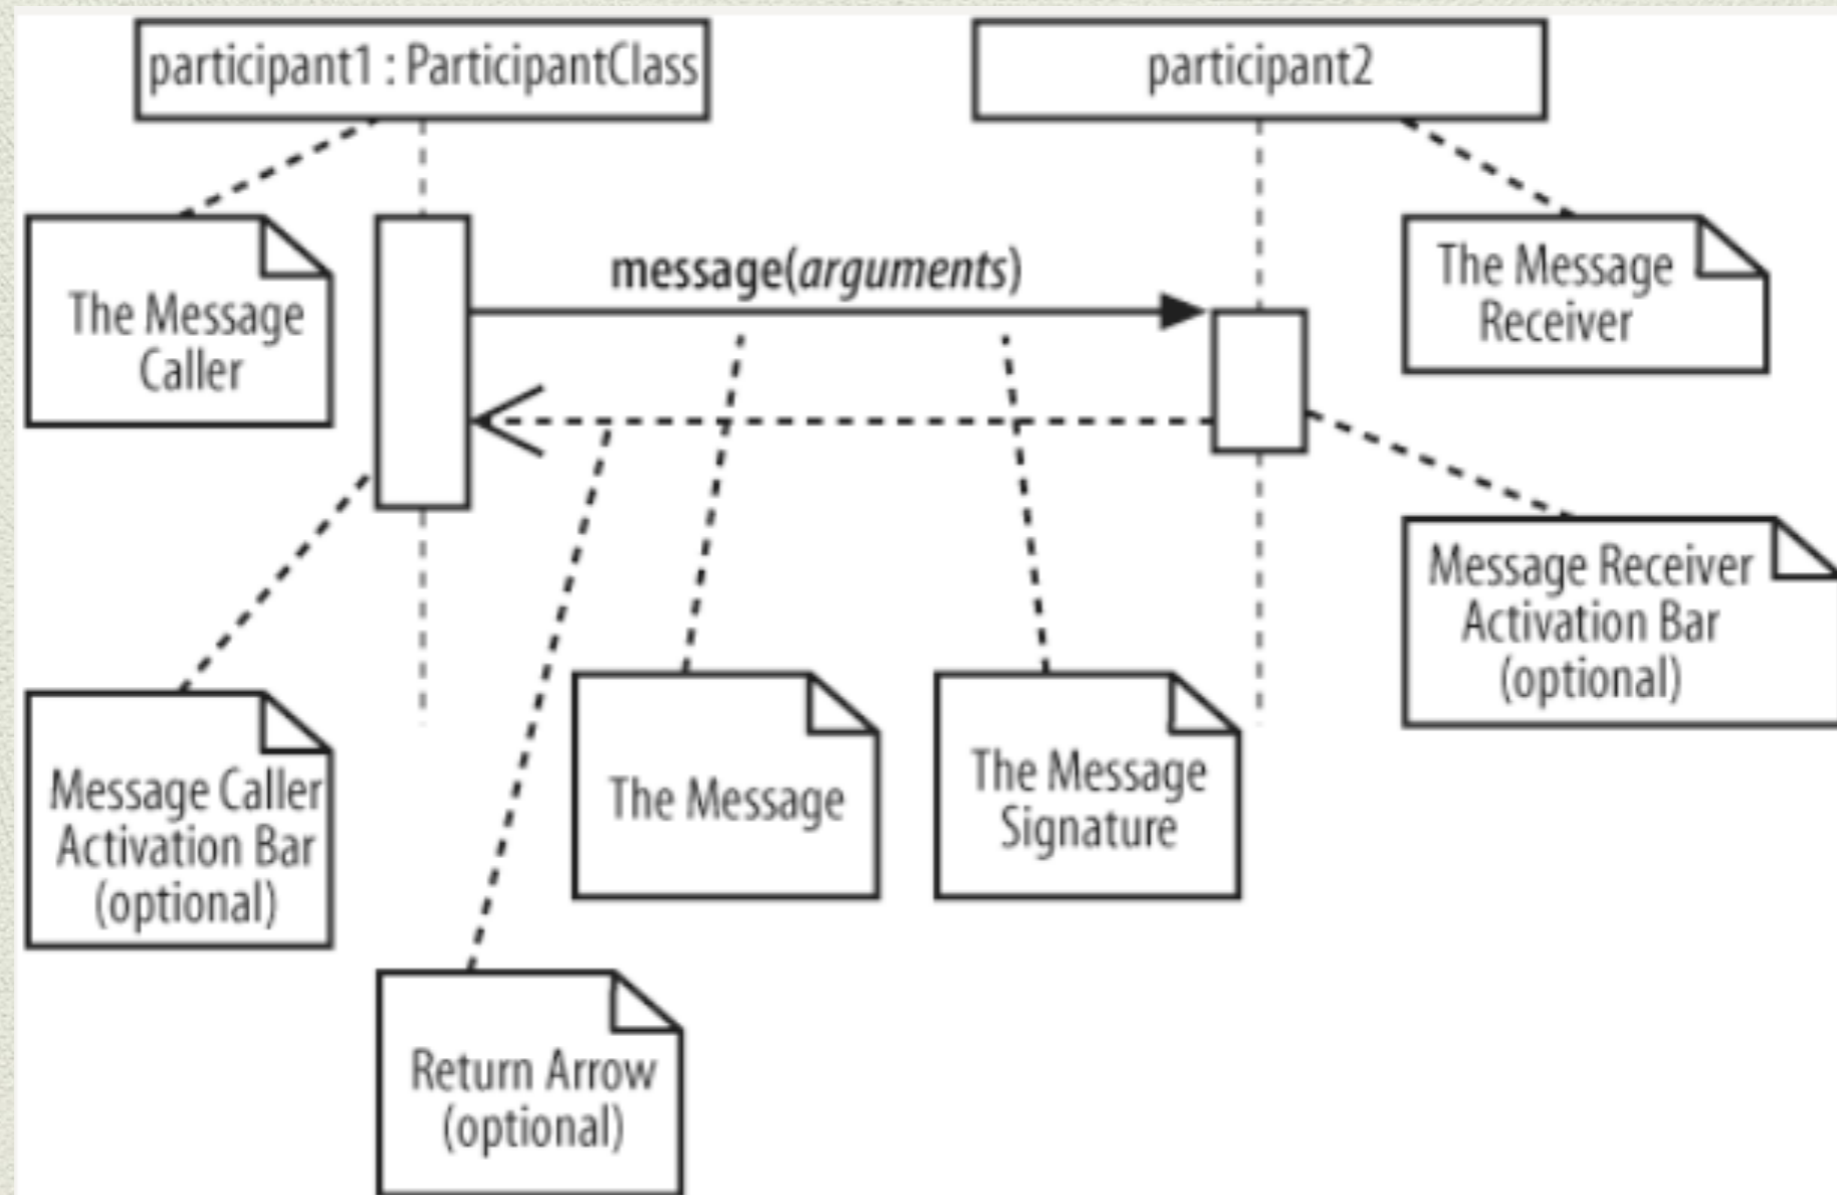 participant1 : ParticipantClass
participant2
message(arguments)
The Message
Caller
The Message
Receiver
Message Receiver
Activation Bar
(optional)
Message Caller
Activation Bar
(optional)
The Message
The Message
Signature
Return Arrow
(optional)